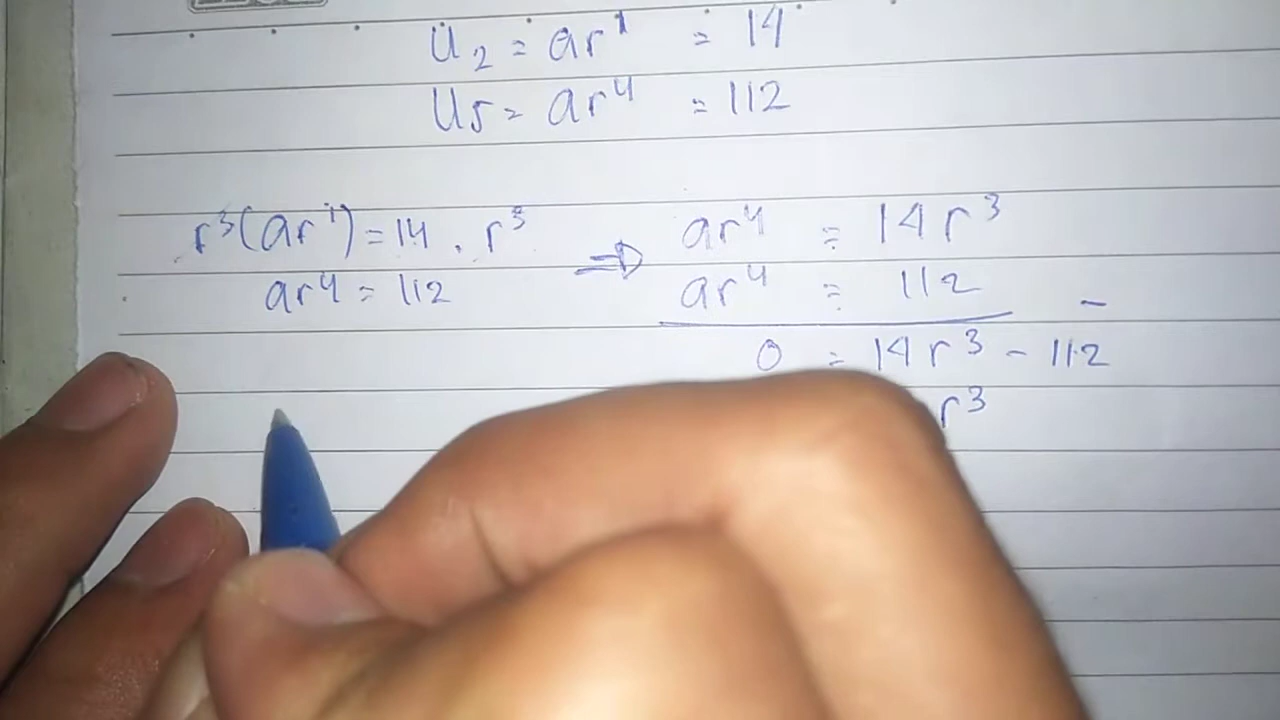 U₂ = ar¹ = 14
U5 = ar⁴ = 112
r³(ar¹) = 14 . r³ ⇒ ar⁴ = 14r³
ar⁴ = 112 ar⁴ = 112 -
0 = 14r³ - 112
r³